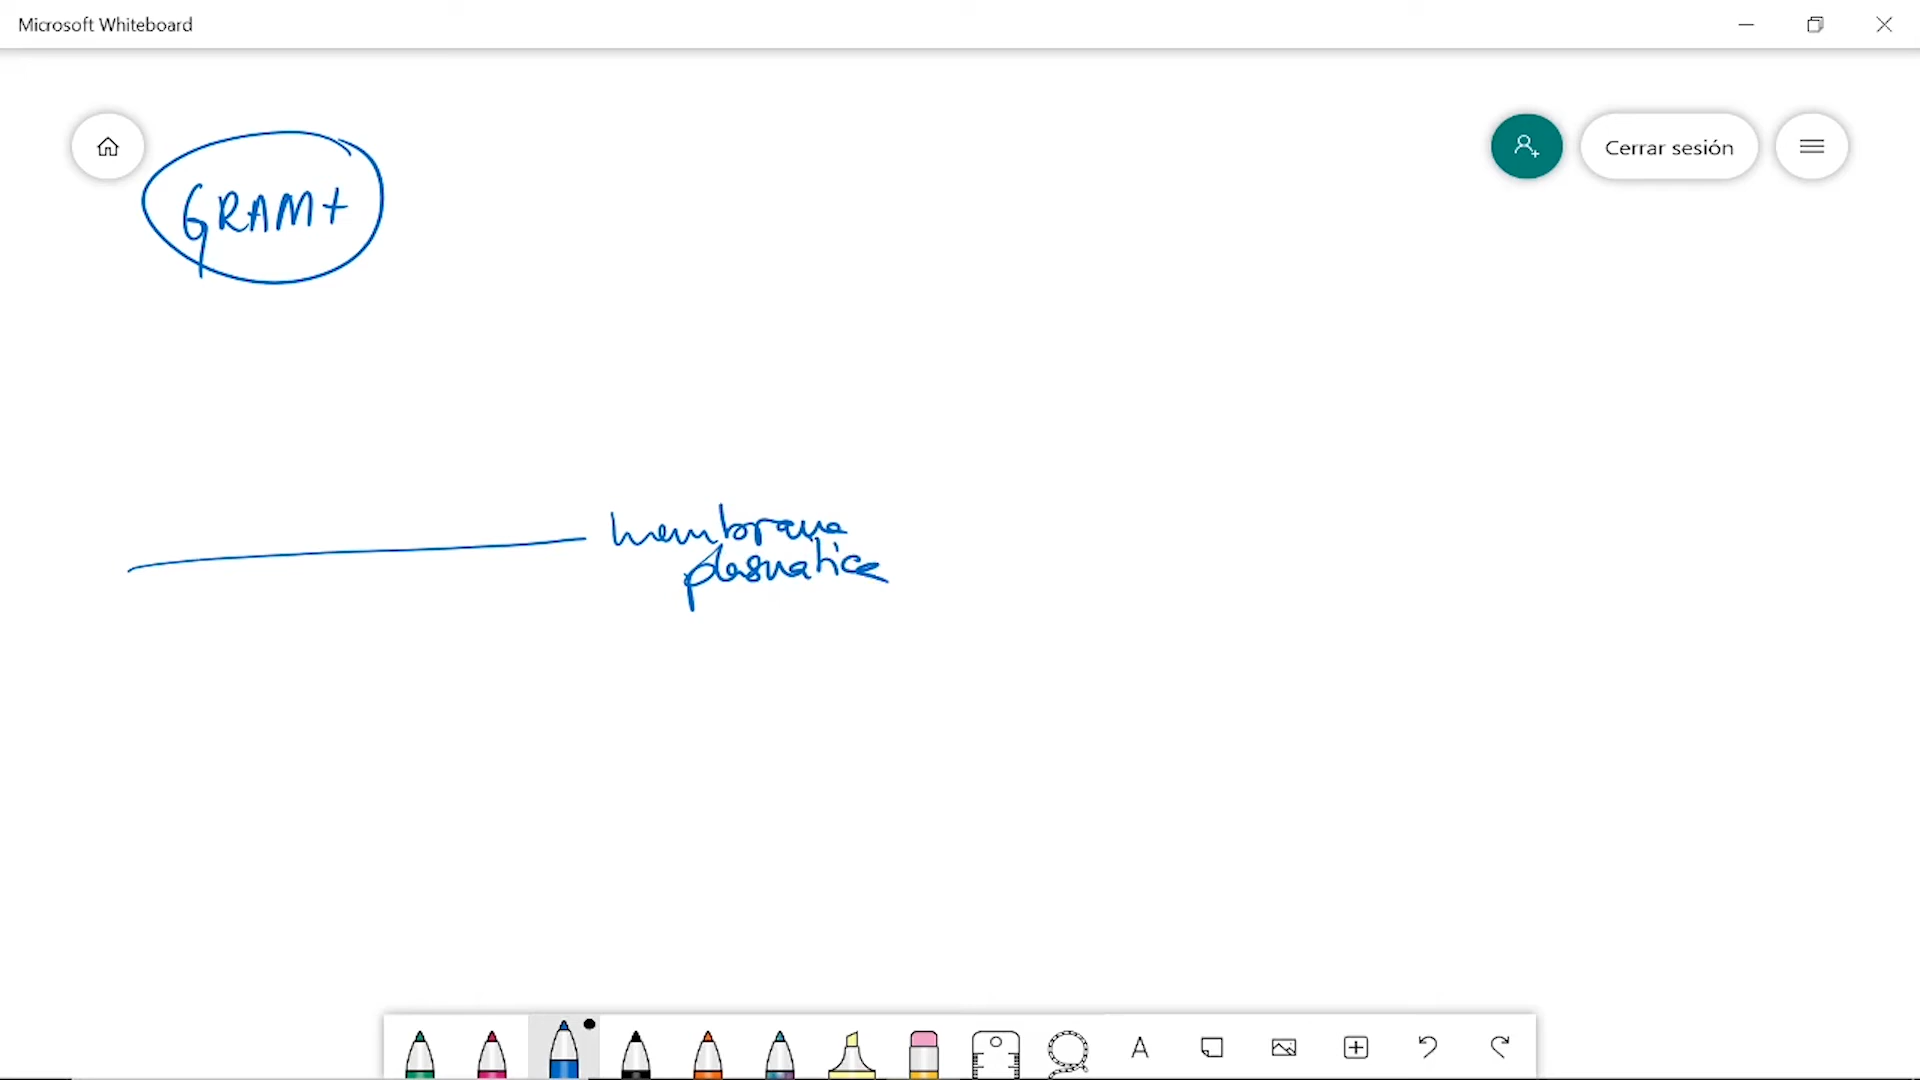 Microsoft Whiteboard
Cerrar sesión
GRAM+
membrana
plasmatica
A